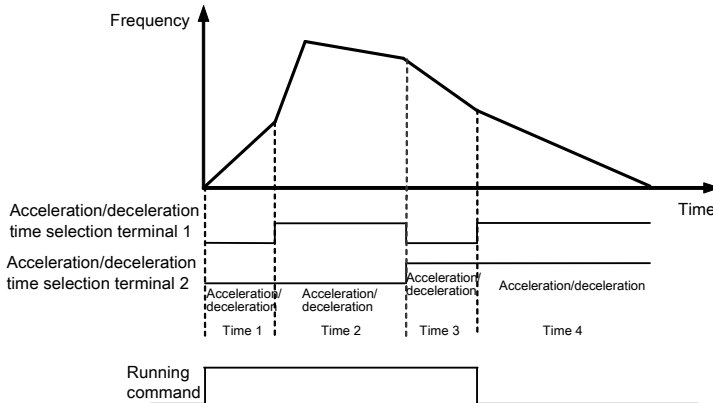 Frequency
Time
Acceleration/deceleration
time selection terminal 1
Acceleration/deceleration
time selection terminal 2
Acceleration/
deceleration
Acceleration/
deceleration
Acceleration/
deceleration
Acceleration/deceleration
Time 1
Time 2
Time 3
Time 4
Running
command